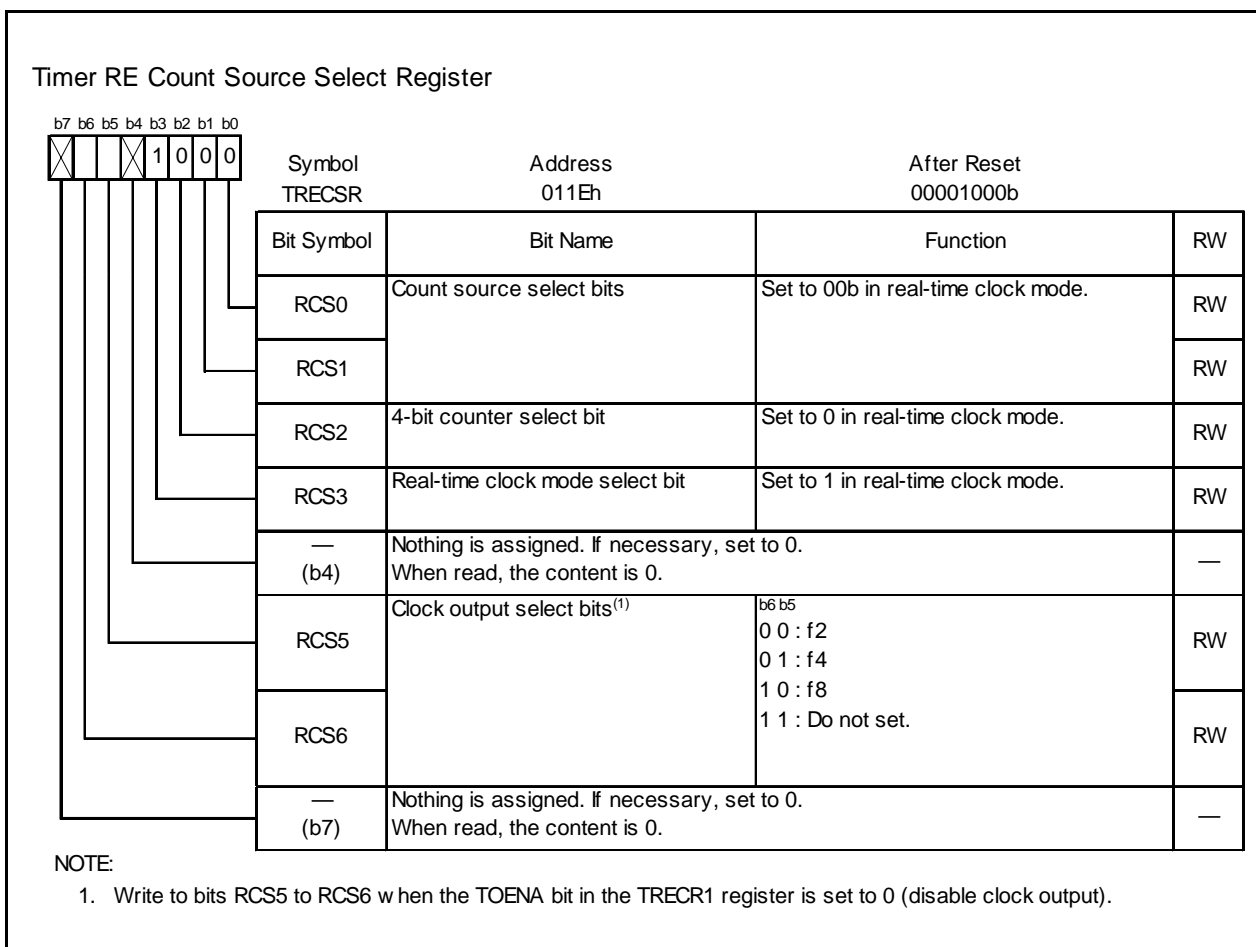 Timer RE Count Source Select Register
b7 b6 b5 b4 b3 b2 b1 b0
1 0 0 0
Symbol Address After Reset
TRECSR 011Eh 00001000b
Bit Symbol Bit Name Function RW
RCS0 Count source select bits Set to 00b in real-time clock mode. RW
RCS1 RW
RCS2 4-bit counter select bit Set to 0 in real-time clock mode. RW
RCS3 Real-time clock mode select bit Set to 1 in real-time clock mode. RW
— Nothing is assigned. If necessary, set to 0. —
(b4) When read, the content is 0.
RCS5 Clock output select bits(1) b6 b5 RW
0 0 : f2
0 1 : f4
1 0 : f8
RCS6 1 1 : Do not set. RW
— Nothing is assigned. If necessary, set to 0. —
(b7) When read, the content is 0.
NOTE:
1. Write to bits RCS5 to RCS6 when the TOENA bit in the TRECR1 register is set to 0 (disable clock output).